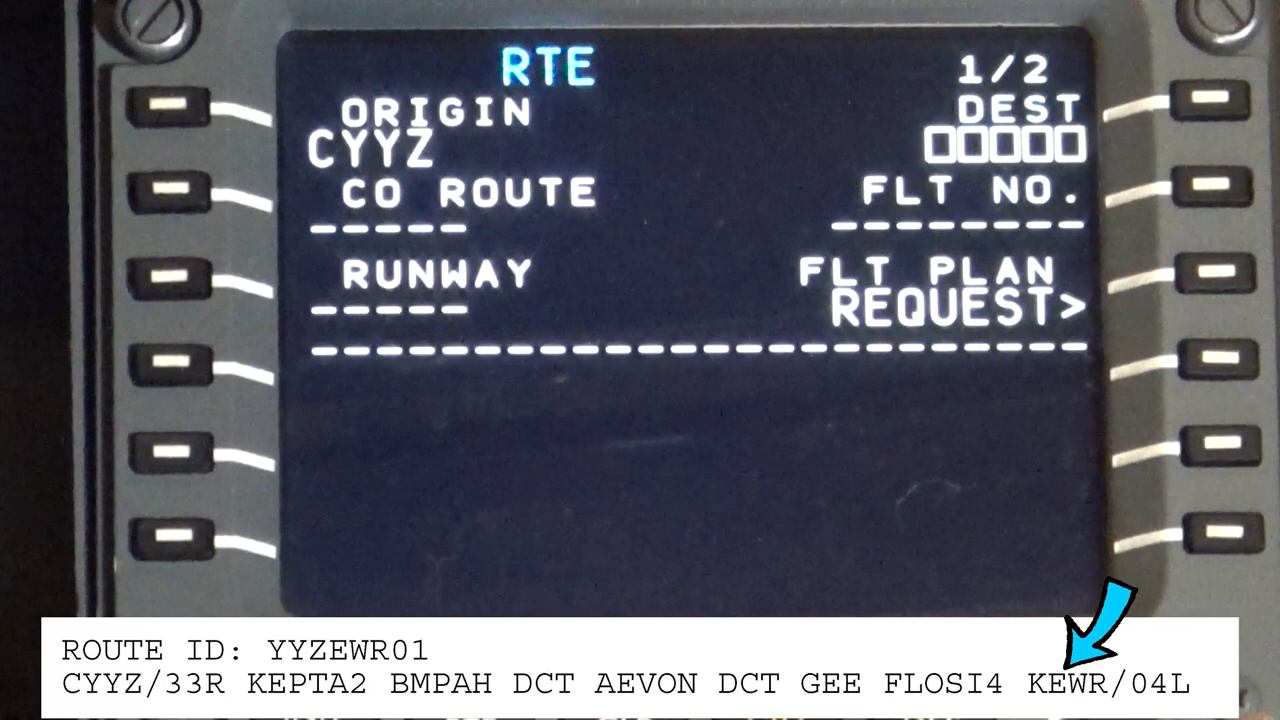 RTE 1/2
ORIGIN DEST
CYYZ □□□□□
CO ROUTE FLT NO.
----- --------
RUNWAY FLT PLAN
----- REQUEST>
------------------------
ROUTE ID: YYZEWR01
CYYZ/33R KEPTA2 BMPAH DCT AEVON DCT GEE FLOSI4 KEWR/04L